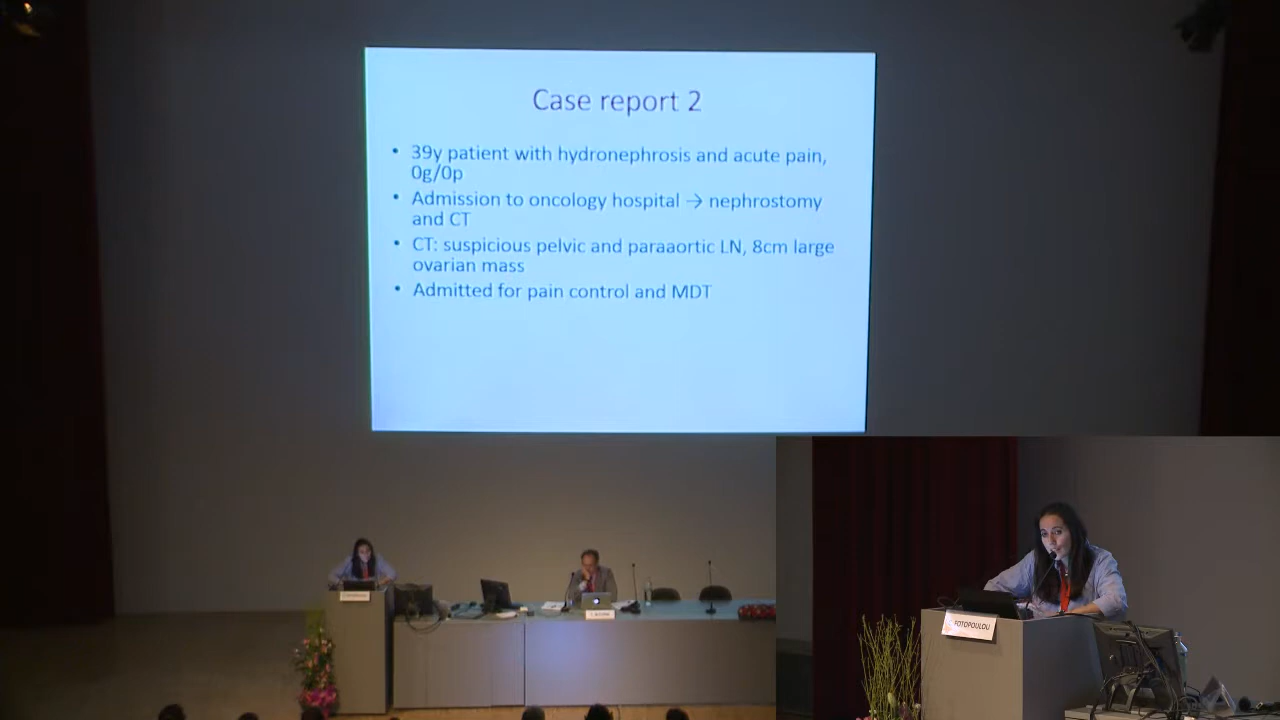 Case report 2
• 39y patient with hydronephrosis and acute pain,
0g/0p
• Admission to oncology hospital → nephrostomy
and CT
• CT: suspicious pelvic and paraaortic LN, 8cm large
ovarian mass
• Admitted for pain control and MDT
FOTOPOULOU